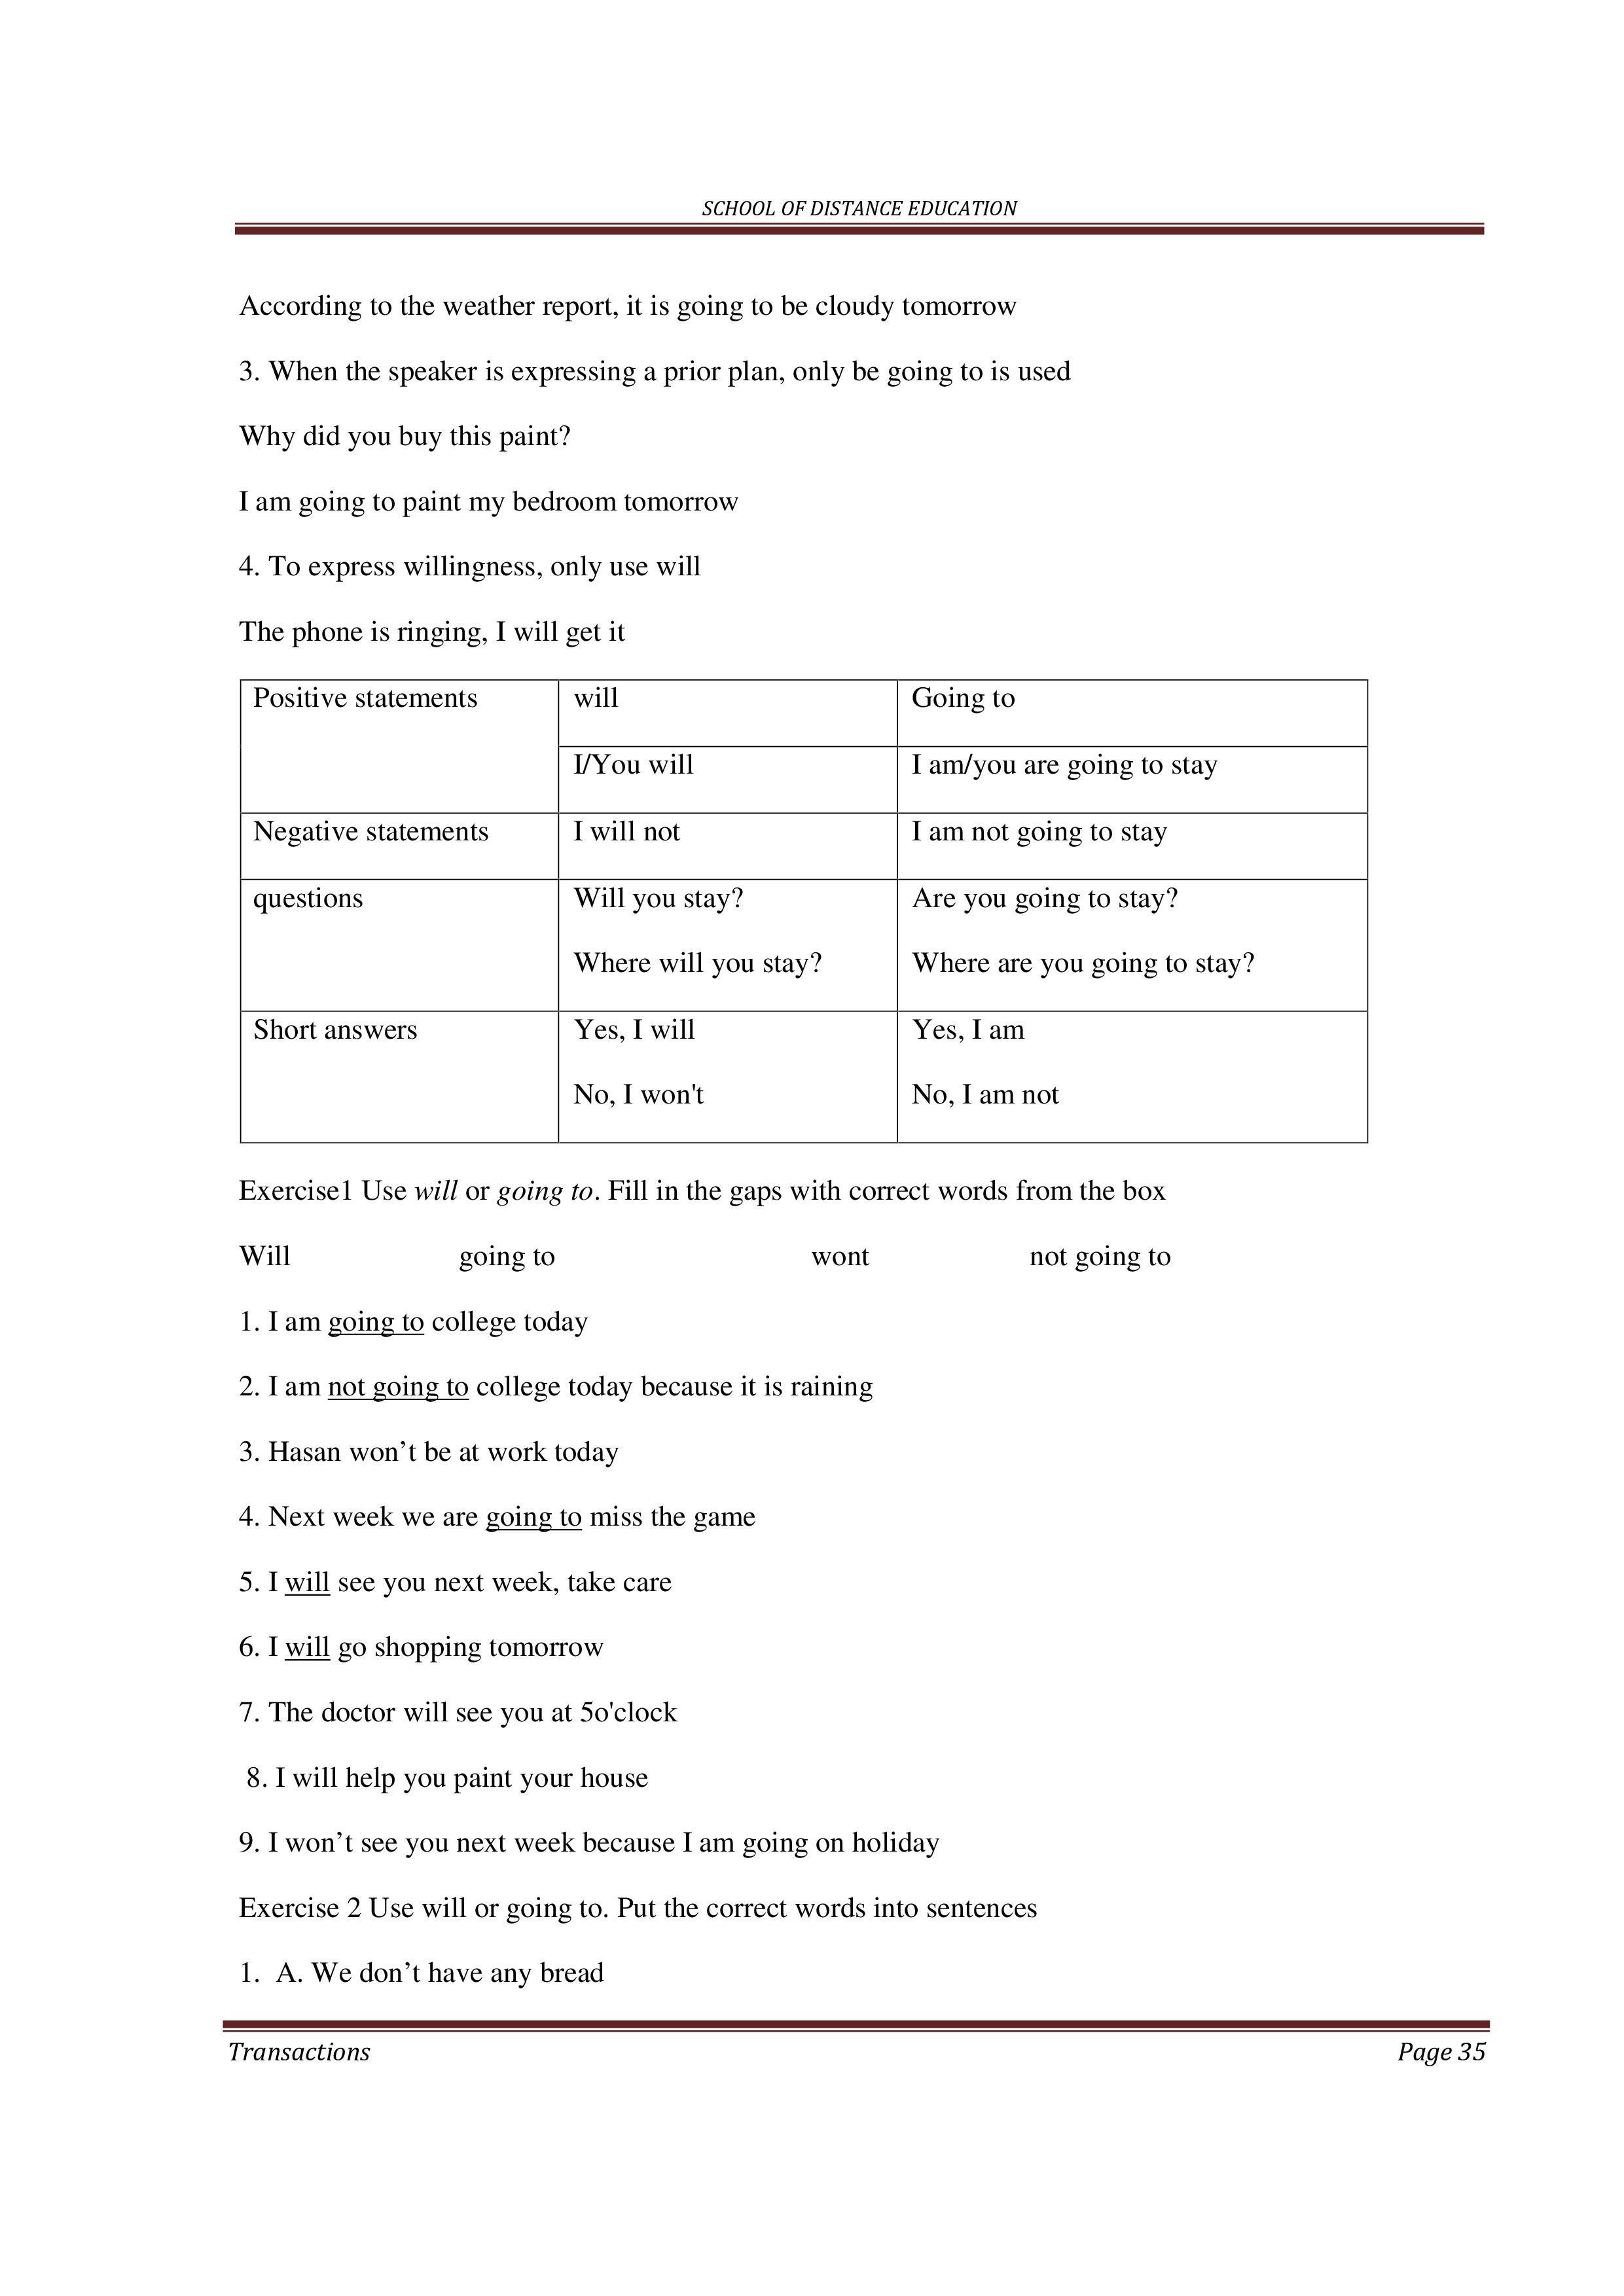 SCHOOL OF DISTANCE EDUCATION
According to the weather report, it is going to be cloudy tomorrow
3. When the speaker is expressing a prior plan, only be going to is used
Why did you buy this paint?
I am going to paint my bedroom tomorrow
4. To express willingness, only use will
The phone is ringing, I will get it
Positive statements will Going to
I/You will I am/you are going to stay
Negative statements I will not I am not going to stay
questions Will you stay? Are you going to stay?
Where will you stay? Where are you going to stay?
Short answers Yes, I will Yes, I am
No, I won't No, I am not
Exercise1 Use will or going to. Fill in the gaps with correct words from the box
Will going to wont not going to
1. I am going to college today
2. I am not going to college today because it is raining
3. Hasan won’t be at work today
4. Next week we are going to miss the game
5. I will see you next week, take care
6. I will go shopping tomorrow
7. The doctor will see you at 5o'clock
8. I will help you paint your house
9. I won’t see you next week because I am going on holiday
Exercise 2 Use will or going to. Put the correct words into sentences
1. A. We don’t have any bread
Transactions Page 35